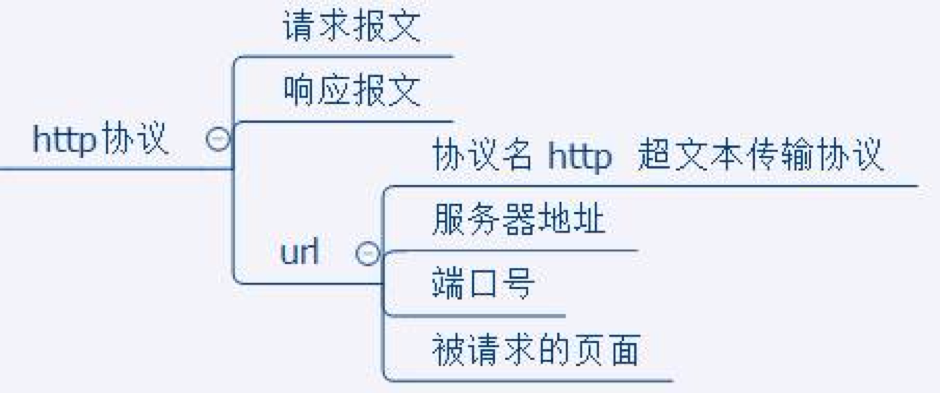 请求报文
响应报文
http协议
协议名 http 超文本传输协议
服务器地址
url
端口号
被请求的页面